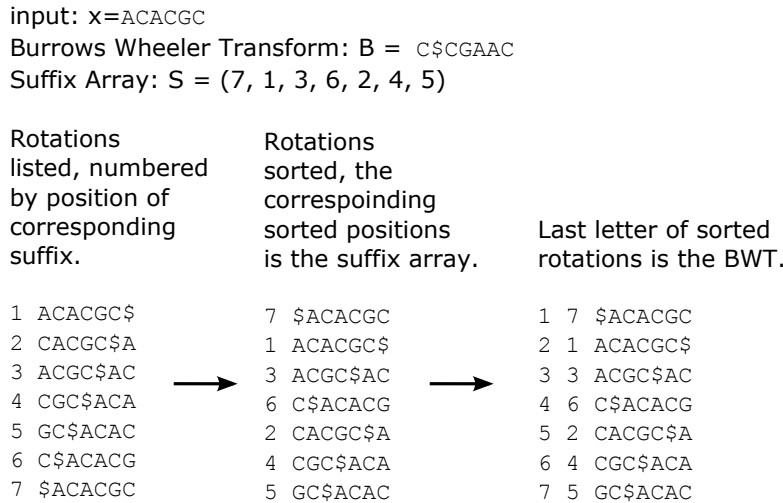 input: x=ACACGC
Burrows Wheeler Transform: B = C$CGAAC
Suffix Array: S = (7, 1, 3, 6, 2, 4, 5)
Rotations
listed, numbered
by position of
corresponding
suffix.
Rotations
sorted, the
correspoinding
sorted positions
is the suffix array.
Last letter of sorted
rotations is the BWT.
1 ACACGC$
2 CACGC$A
3 ACGC$AC
4 CGC$ACA
5 GC$ACAC
6 C$ACACG
7 $ACACGC
7 $ACACGC
1 ACACGC$
3 ACGC$AC
6 C$ACACG
2 CACGC$A
4 CGC$ACA
5 GC$ACAC
1 7 $ACACGC
2 1 ACACGC$
3 3 ACGC$AC
4 6 C$ACACG
5 2 CACGC$A
6 4 CGC$ACA
7 5 GC$ACAC